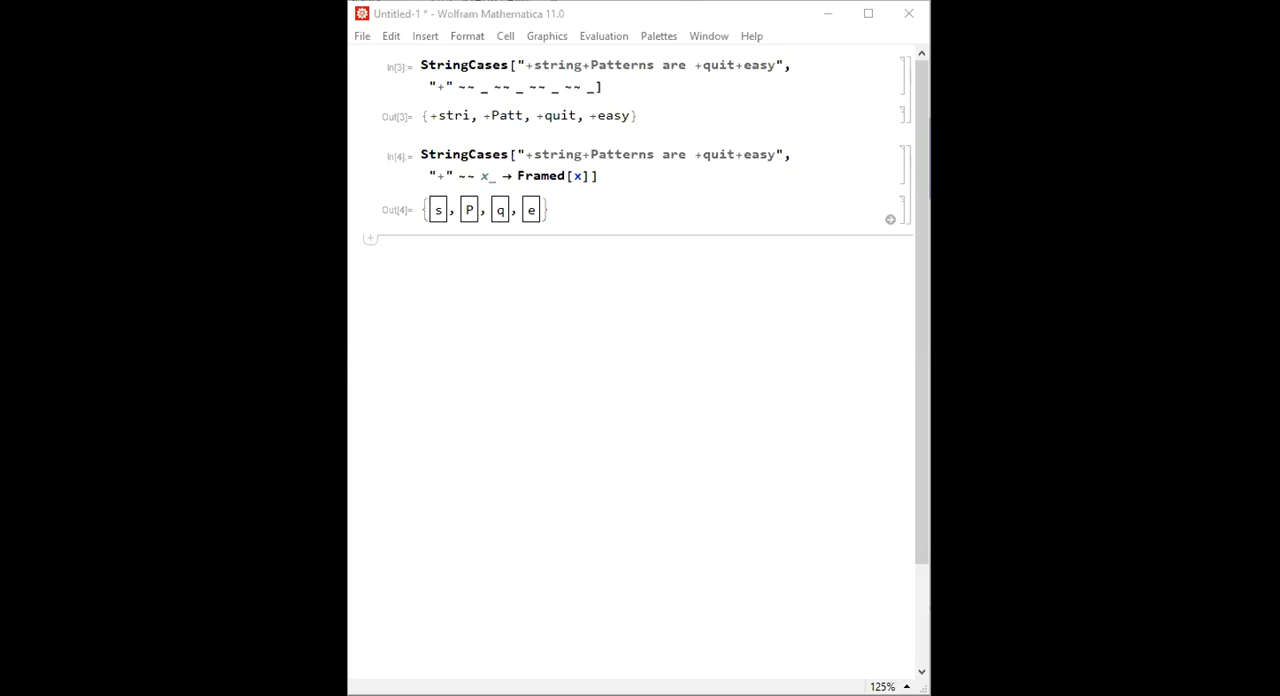 Untitled-1 * - Wolfram Mathematica 11.0
File Edit Insert Format Cell Graphics Evaluation Palettes Window Help
In[3]:= StringCases["+string+Patterns are +quit+easy",
"+" ~~ _ ~~ _ ~~ _ ~~ _]
Out[3]= {+stri, +Patt, +quit, +easy}
In[4]:= StringCases["+string+Patterns are +quit+easy",
"+" ~~ x_ → Framed[x]]
Out[4]= {s, P, q, e}
125%